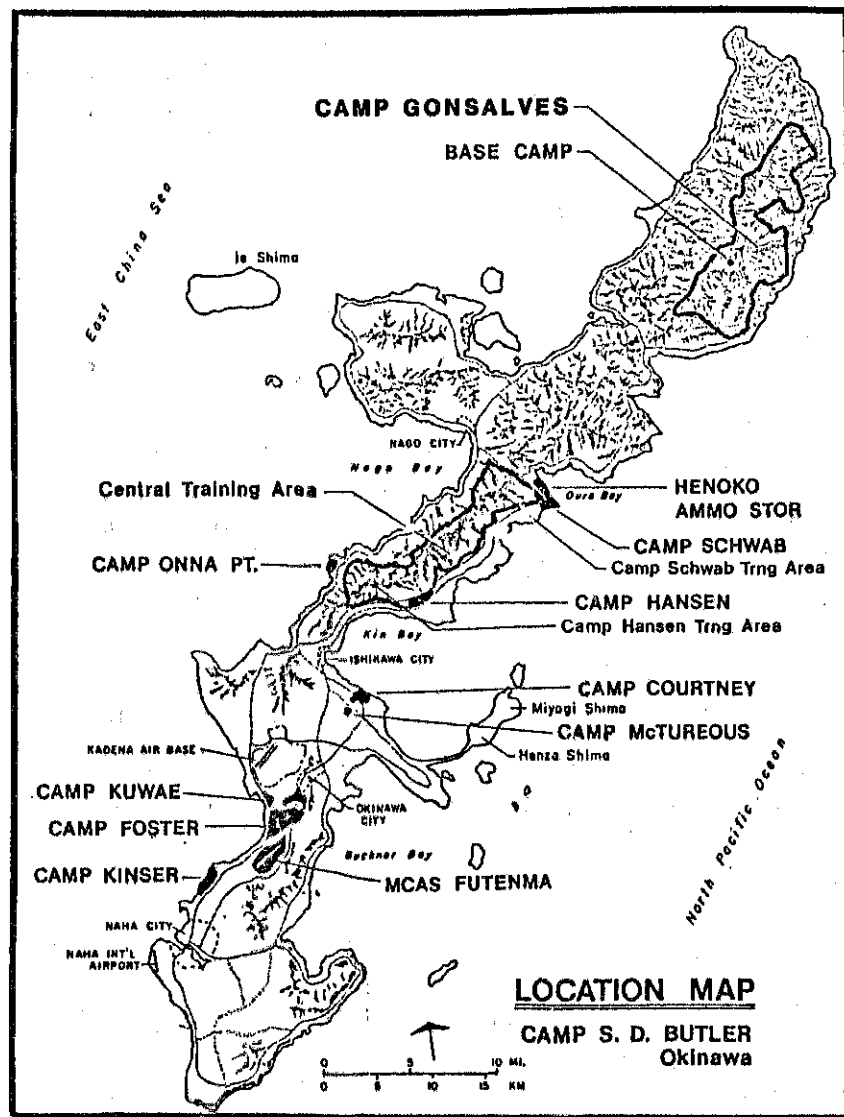 CAMP GONSALVES
BASE CAMP
East China Sea
Ie Shima
NAGO CITY
Nago Bay
Central Training Area
Oura Bay
HENOKO
AMMO STOR
CAMP SCHWAB
Camp Schwab Trng Area
CAMP ONNA PT.
CAMP HANSEN
Camp Hansen Trng Area
Kin Bay
ISHIKAWA CITY
CAMP COURTNEY
Miyogi Shima
CAMP McTUREOUS
Henza Shima
KADENA AIR BASE
CAMP KUWAE
OKINAWA
CITY
CAMP FOSTER
Buckner Bay
CAMP KINSER
MCAS FUTENMA
North Pacific Ocean
NAHA CITY
NAHA INT'L
AIRPORT
LOCATION MAP
CAMP S. D. BUTLER
Okinawa
0 5 10 MI.
0 5 10 15 KM